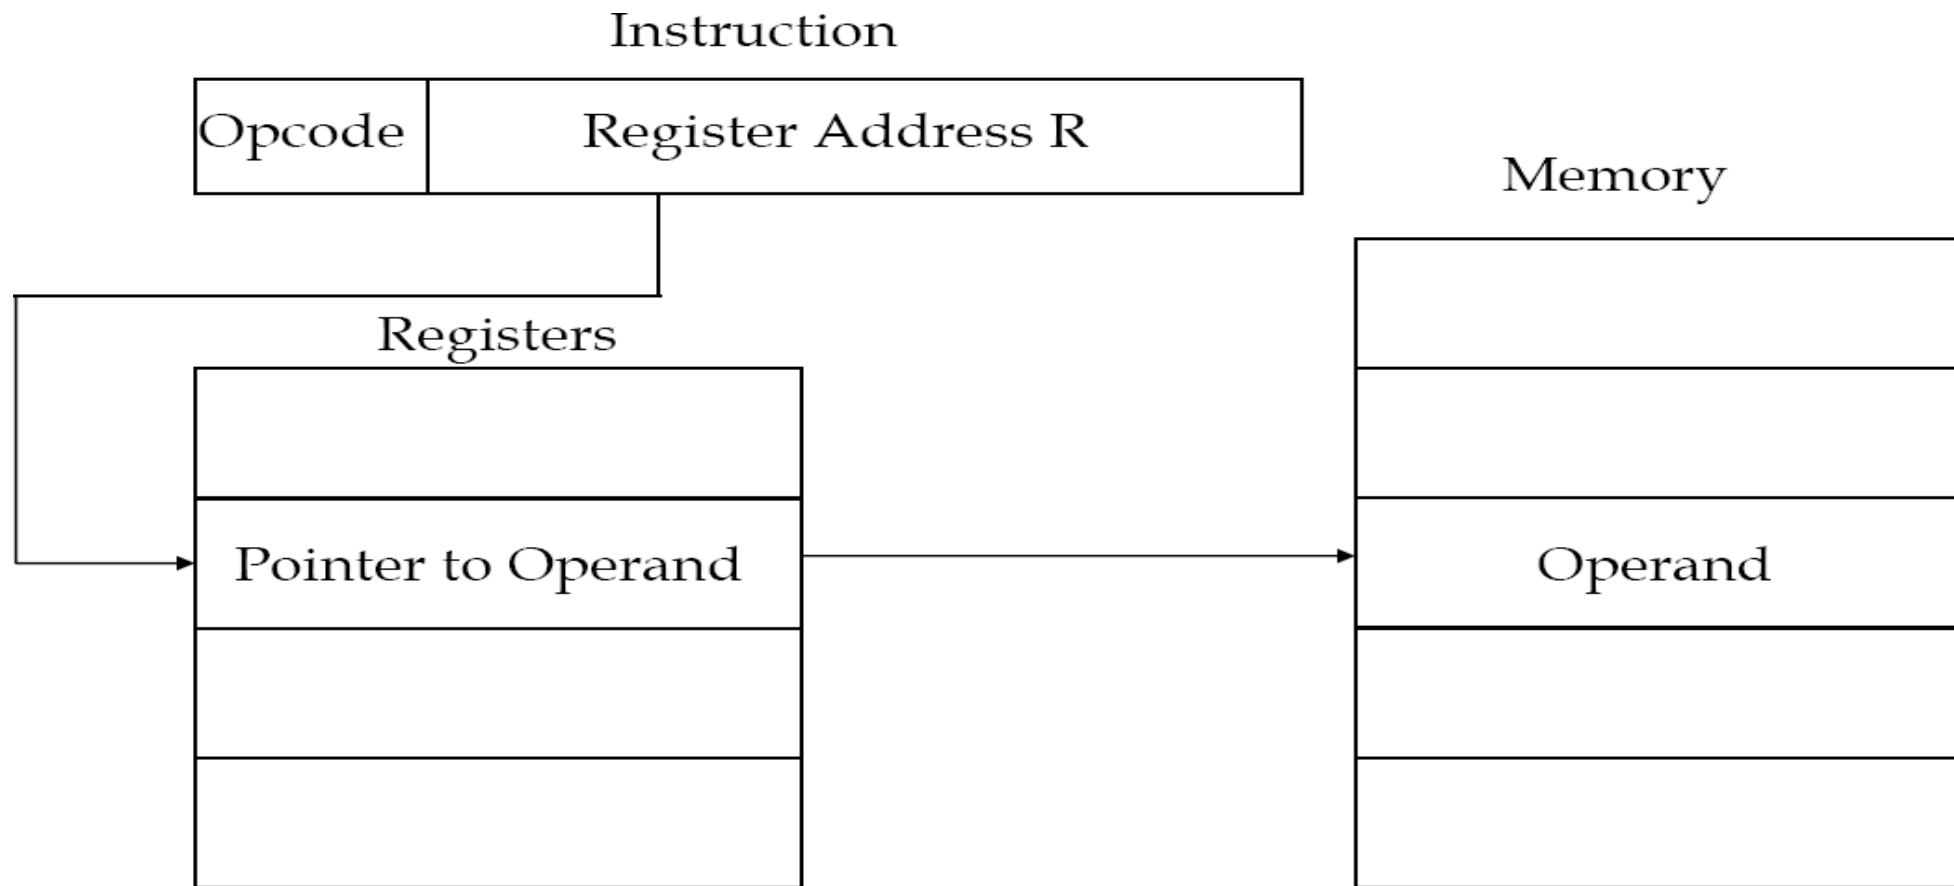 Instruction
Opcode
Register Address R
Memory
Registers
Pointer to Operand
Operand